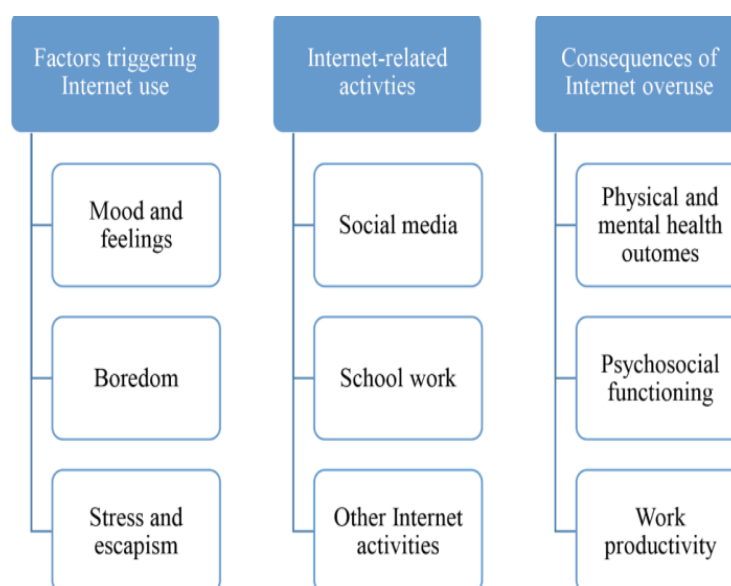 Factors triggering
Internet use
Mood and
feelings
Boredom
Stress and
escapism
Internet-related
activties
Social media
School work
Other Internet
activities
Consequences of
Internet overuse
Physical and
mental health
outcomes
Psychosocial
functioning
Work
productivity